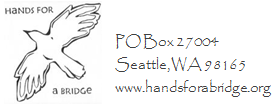 HANDS FOR
A BRIDGE
PO Box 27004
Seattle, WA 98165
www.handsforabridge.org